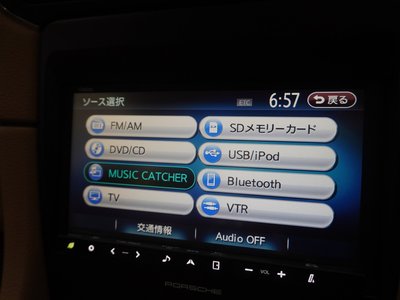 ソース選択
ETC
6:57
戻る
FM/AM
SDメモリーカード
DVD/CD
USB/iPod
MUSIC CATCHER
Bluetooth
TV
VTR
交通情報
Audio OFF
VOL
PORSCHE